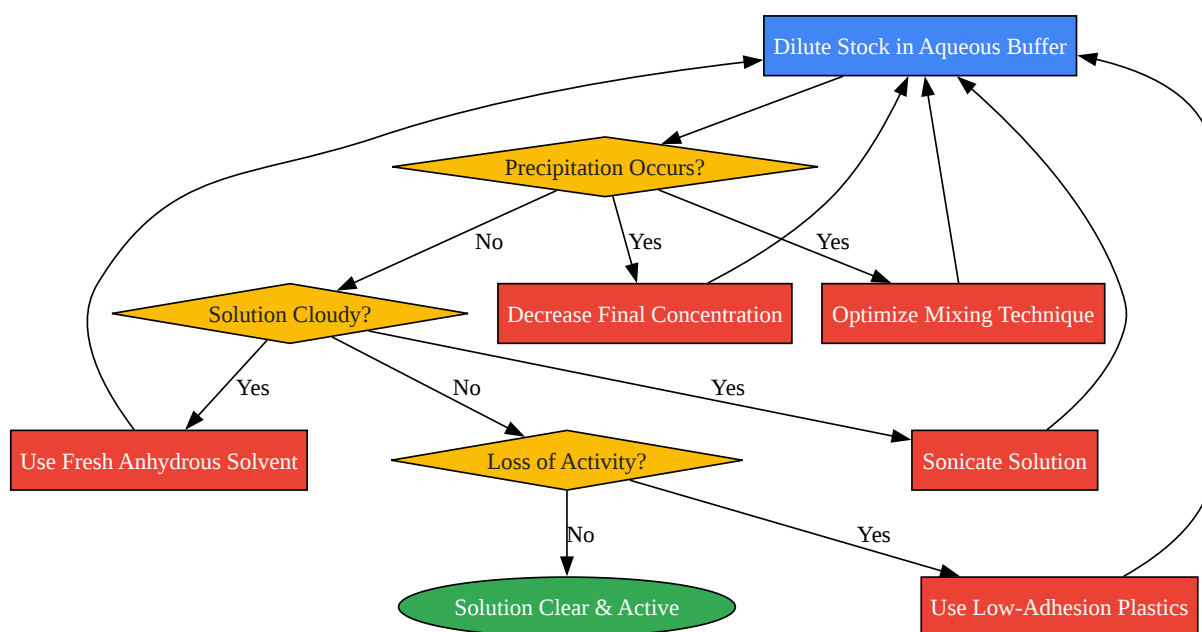 Dilute Stock in Aqueous Buffer
Precipitation Occurs?
No
Yes
Yes
Solution Cloudy?
Decrease Final Concentration
Optimize Mixing Technique
Yes
No
Yes
Use Fresh Anhydrous Solvent
Loss of Activity?
Sonicate Solution
No
Yes
Solution Clear & Active
Use Low-Adhesion Plastics